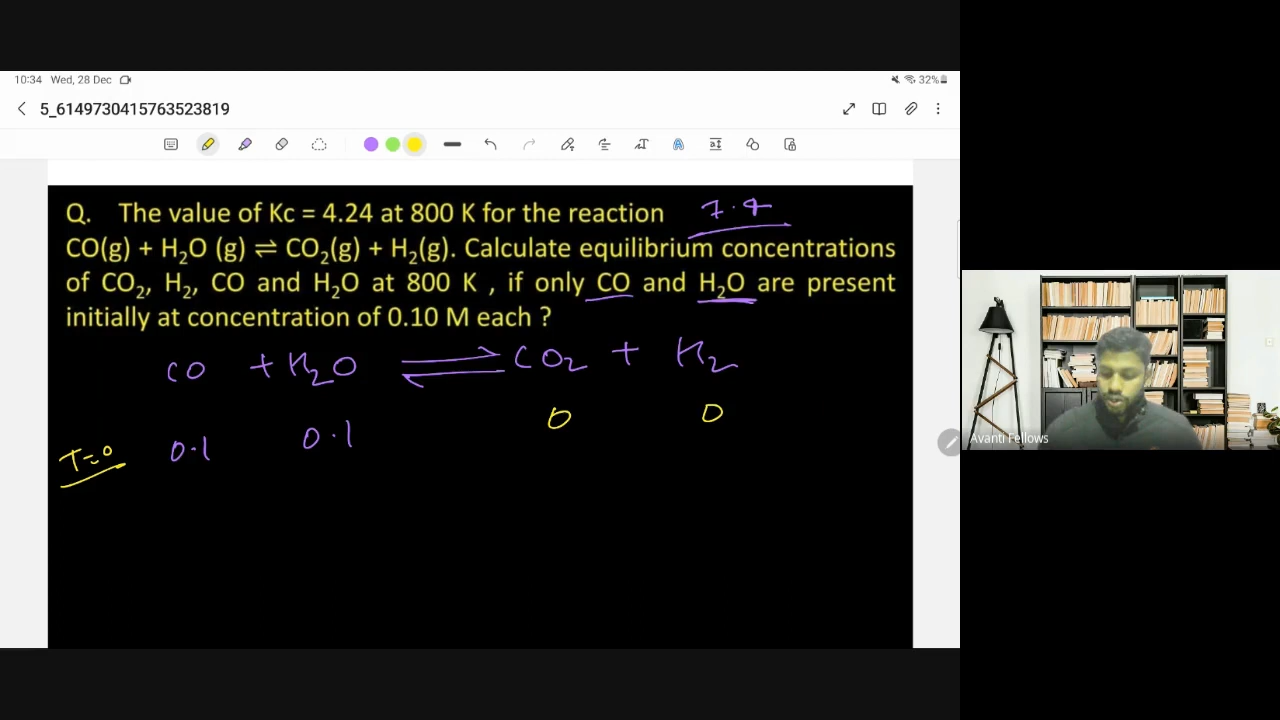 10:34 Wed, 28 Dec
32%
5_6149730415763523819
Q. The value of Kc = 4.24 at 800 K for the reaction
7.4
CO(g) + H₂O (g) ⇌ CO₂(g) + H₂(g). Calculate equilibrium concentrations
of CO₂, H₂, CO and H₂O at 800 K , if only CO and H₂O are present
initially at concentration of 0.10 M each ?
CO + H₂O ⇌ CO₂ + H₂
T=0 0.1 0.1 0 0
Avanti Fellows